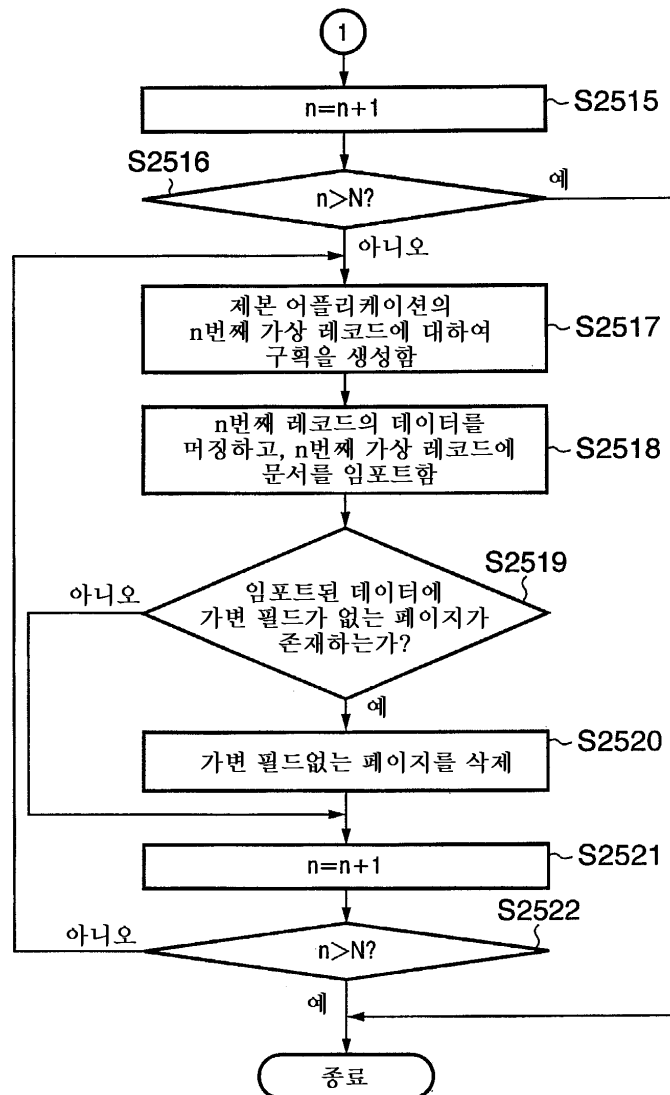 1
n=n+1
S2515
S2516
n>N?
예
아니오
제본 어플리케이션의
n번째 가상 레코드에 대하여
구획을 생성함
S2517
n번째 레코드의 데이터를
머징하고, n번째 가상 레코드에
문서를 임포트함
S2518
S2519
아니오
임포트된 데이터에
가변 필드가 없는 페이지가
존재하는가?
예
가변 필드없는 페이지를 삭제
S2520
n=n+1
S2521
S2522
아니오
n>N?
예
종료